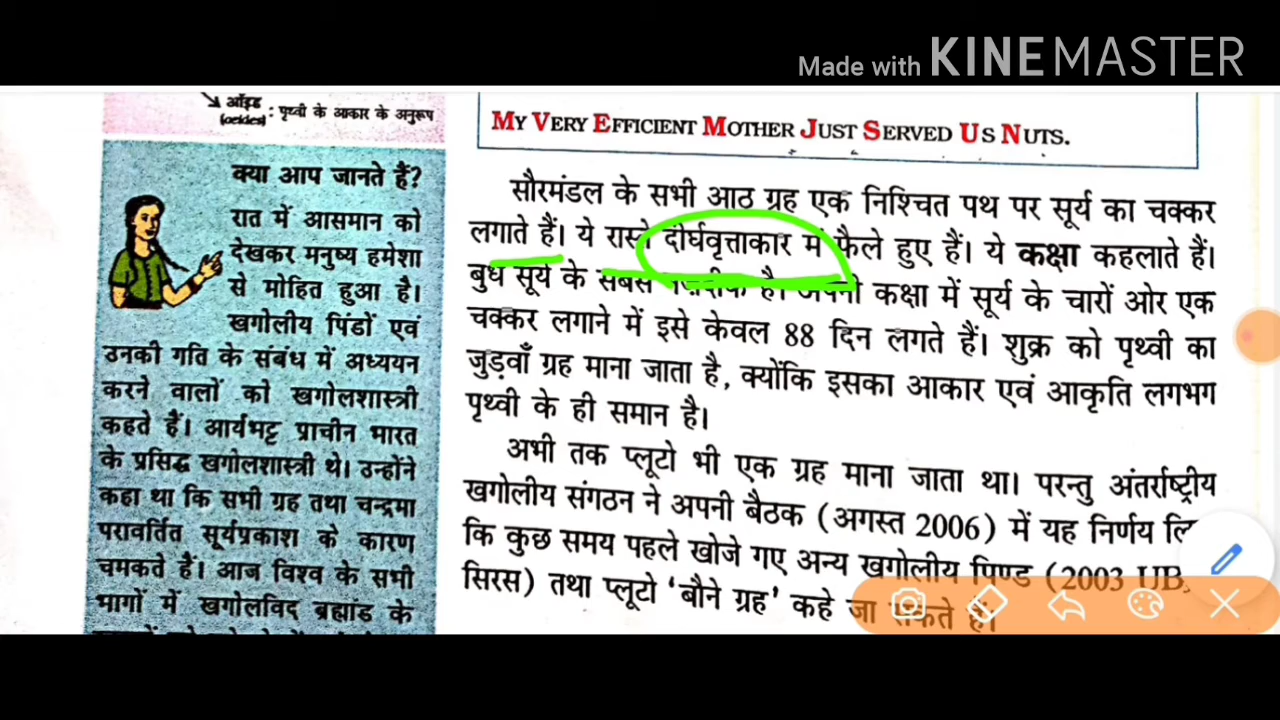 Made with KINEMASTER
ऑइड
(oeides) : पृथ्वी के आकार के अनुरूप
क्या आप जानते हैं?
रात में आसमान को
देखकर मनुष्य हमेशा
से मोहित हुआ है।
खगोलीय पिंडों एवं
उनकी गति के संबंध में अध्ययन
करने वालों को खगोलशास्त्री
कहते हैं। आर्यभट्ट प्राचीन भारत
के प्रसिद्ध खगोलशास्त्री थे। उन्होंने
कहा था कि सभी ग्रह तथा चन्द्रमा
परावर्तित सूर्यप्रकाश के कारण
चमकते हैं। आज विश्व के सभी
भागों में खगोलविद ब्रह्मांड के
MY VERY EFFICIENT MOTHER JUST SERVED US NUTS.
सौरमंडल के सभी आठ ग्रह एक निश्चित पथ पर सूर्य का चक्कर
लगाते हैं। ये रास्ते दीर्घवृत्ताकार में फैले हुए हैं। ये कक्षा कहलाते हैं।
बुध सूर्य के सबसे है। अपनी कक्षा में सूर्य के चारों ओर एक
चक्कर लगाने में इसे केवल 88 दिन लगते हैं। शुक्र को पृथ्वी का
जुड़वाँ ग्रह माना जाता है, क्योंकि इसका आकार एवं आकृति लगभग
पृथ्वी के ही समान है।
अभी तक प्लूटो भी एक ग्रह माना जाता था। परन्तु अंतर्राष्ट्रीय
खगोलीय संगठन ने अपनी बैठक (अगस्त 2006) में यह निर्णय
कि कुछ समय पहले खोजे गए अन्य खगोलीय पिण्ड (2003 UB,
सिरस) तथा प्लूटो ‘बौने ग्रह’ कहे जा सकते हैं।